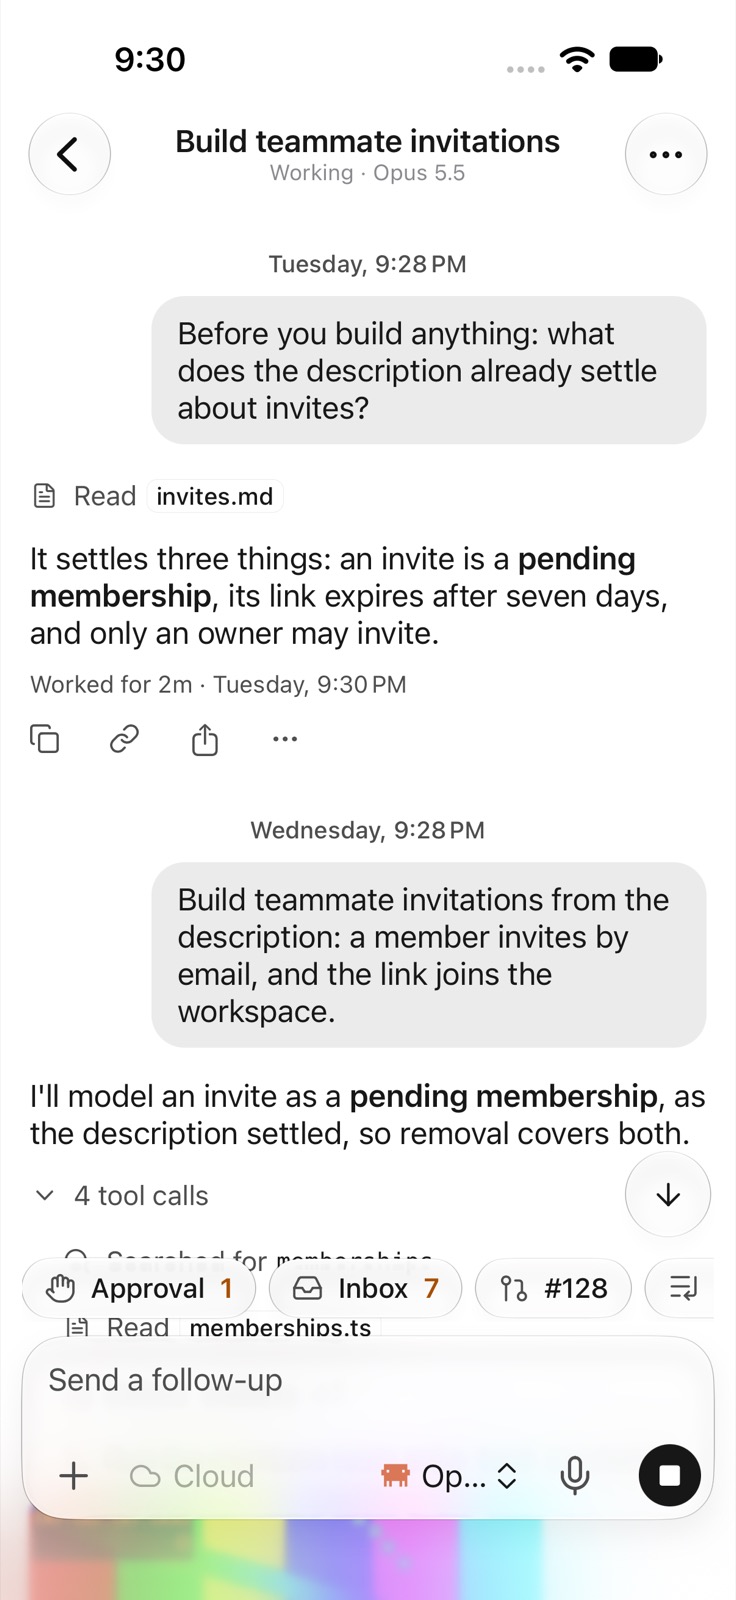 9:30
Build teammate invitations
Working · Opus 5.5
Tuesday, 9:28 PM
Before you build anything: what
does the description already settle
about invites?
Read invites.md
It settles three things: an invite is a pending
membership, its link expires after seven days,
and only an owner may invite.
Worked for 2m · Tuesday, 9:30 PM
Wednesday, 9:28 PM
Build teammate invitations from the
description: a member invites by
email, and the link joins the
workspace.
I'll model an invite as a pending membership, as
the description settled, so removal covers both.
4 tool calls
Searched for memberships
Approval 1
Inbox 7
#128
Read memberships.ts
Send a follow-up
Cloud
Op...